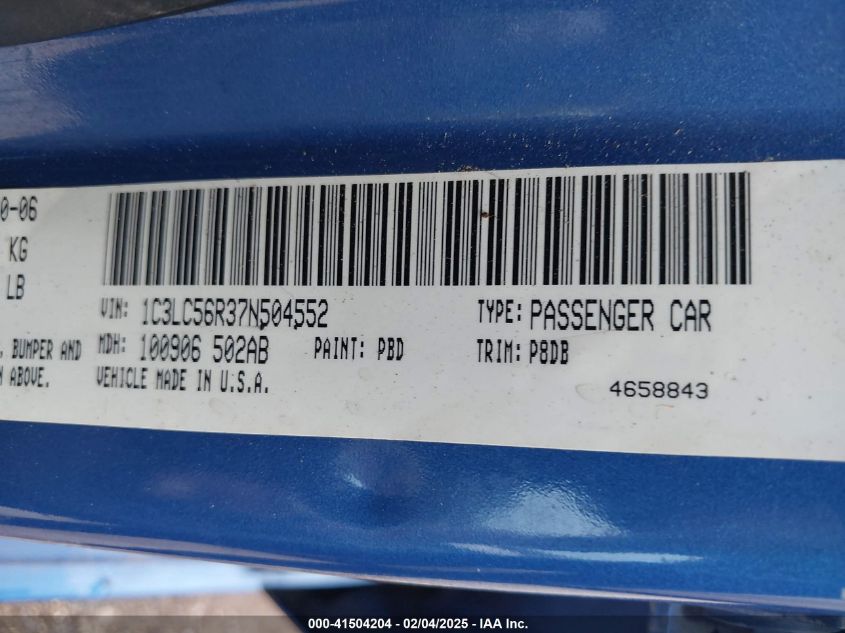 0-06
KG
LB
VIN: 1C3LC56R37N504552 TYPE: PASSENGER CAR
, BUMPER AND MDH: 100906 502AB PAINT: PBD TRIM: P8DB
N ABOVE. VEHICLE MADE IN U.S.A. 4658843
000-41504204 - 02/04/2025 - IAA Inc.